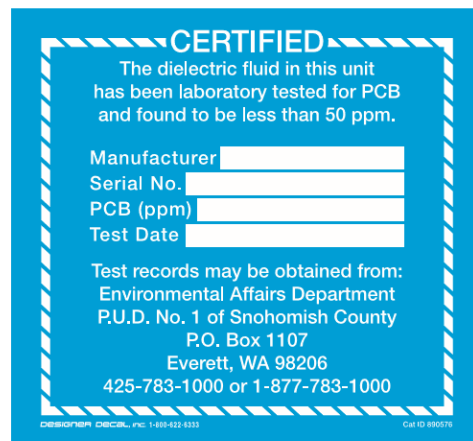 CERTIFIED
The dielectric fluid in this unit
has been laboratory tested for PCB
and found to be less than 50 ppm.
Manufacturer
Serial No.
PCB (ppm)
Test Date
Test records may be obtained from:
Environmental Affairs Department
P.U.D. No. 1 of Snohomish County
P.O. Box 1107
Everett, WA 98206
425-783-1000 or 1-877-783-1000
DESIGNER DECAL, INC. 1-800-622-6333
Cat ID 890576